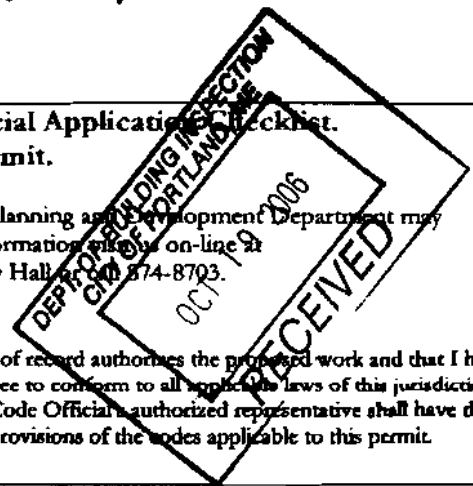 cial Application Checklist.
mit.
lanning and Development Department may
ormation visit us on-line at
Hall or call 874-8703.
of record authorizes the proposed work and that I h
ee to conform to all applicable laws of this jurisdicti
Code Official's authorized representative shall have
rovisions of the codes applicable to this permit.
DEPT. OF BUILDING INSPECTION
CITY OF PORTLAND, ME
OCT 19 2006
RECEIVED